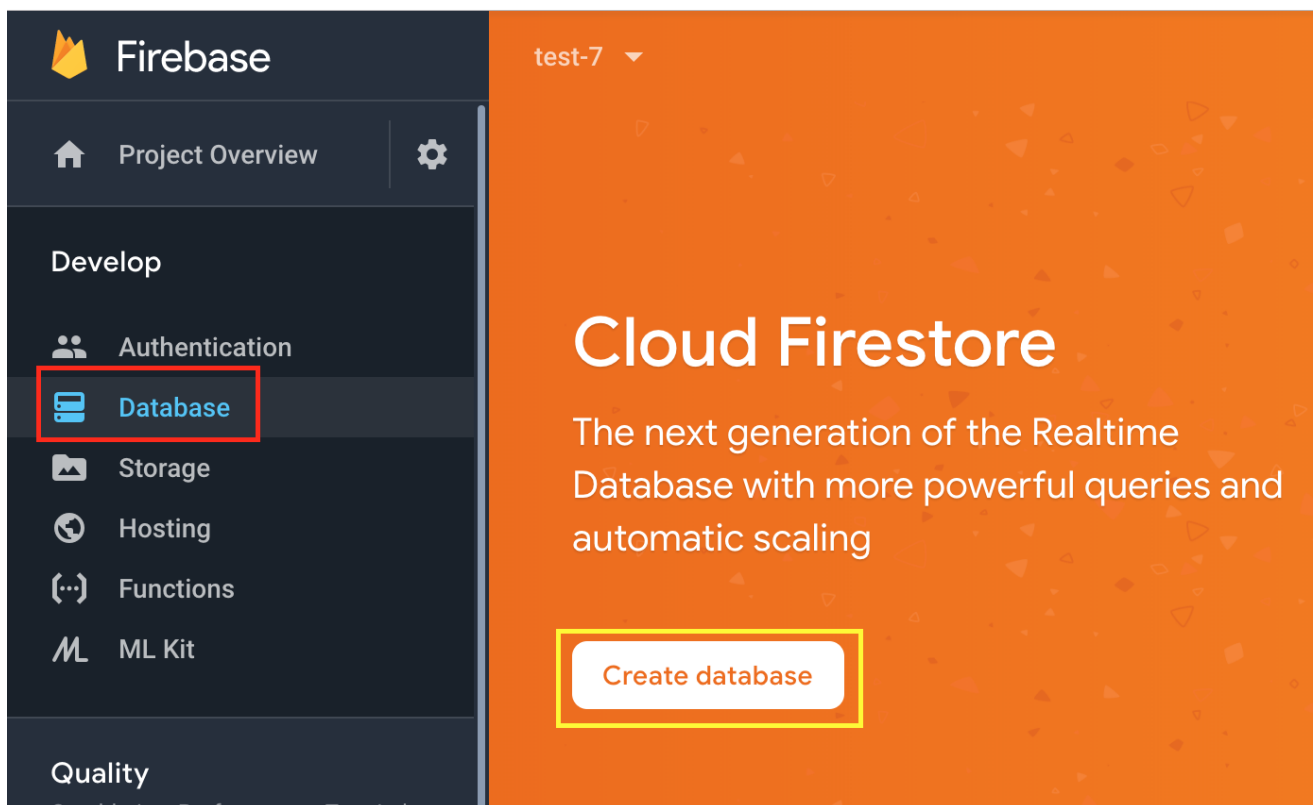 Firebase
test-7
Project Overview
Develop
Authentication
Database
Storage
Hosting
Functions
ML Kit
Quality
Cloud Firestore
The next generation of the Realtime
Database with more powerful queries and
automatic scaling
Create database